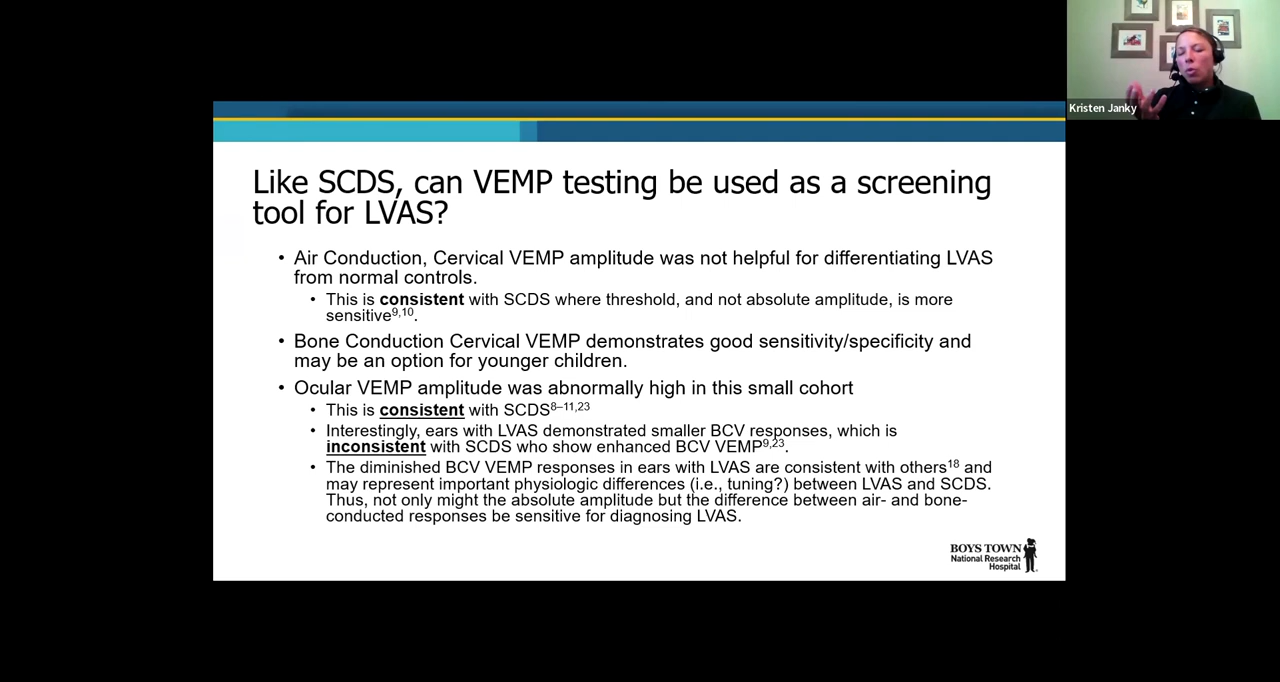 Kristen Janky
Like SCDS, can VEMP testing be used as a screening
tool for LVAS?
• Air Conduction, Cervical VEMP amplitude was not helpful for differentiating LVAS
from normal controls.
• This is consistent with SCDS where threshold, and not absolute amplitude, is more
sensitive9,10.
• Bone Conduction Cervical VEMP demonstrates good sensitivity/specificity and
may be an option for younger children.
• Ocular VEMP amplitude was abnormally high in this small cohort
• This is consistent with SCDS8–11,23
• Interestingly, ears with LVAS demonstrated smaller BCV responses, which is
inconsistent with SCDS who show enhanced BCV VEMP9,23.
• The diminished BCV VEMP responses in ears with LVAS are consistent with others18 and
may represent important physiologic differences (i.e., tuning?) between LVAS and SCDS.
Thus, not only might the absolute amplitude but the difference between air- and bone-
conducted responses be sensitive for diagnosing LVAS.
BOYS TOWN
National Research
Hospital